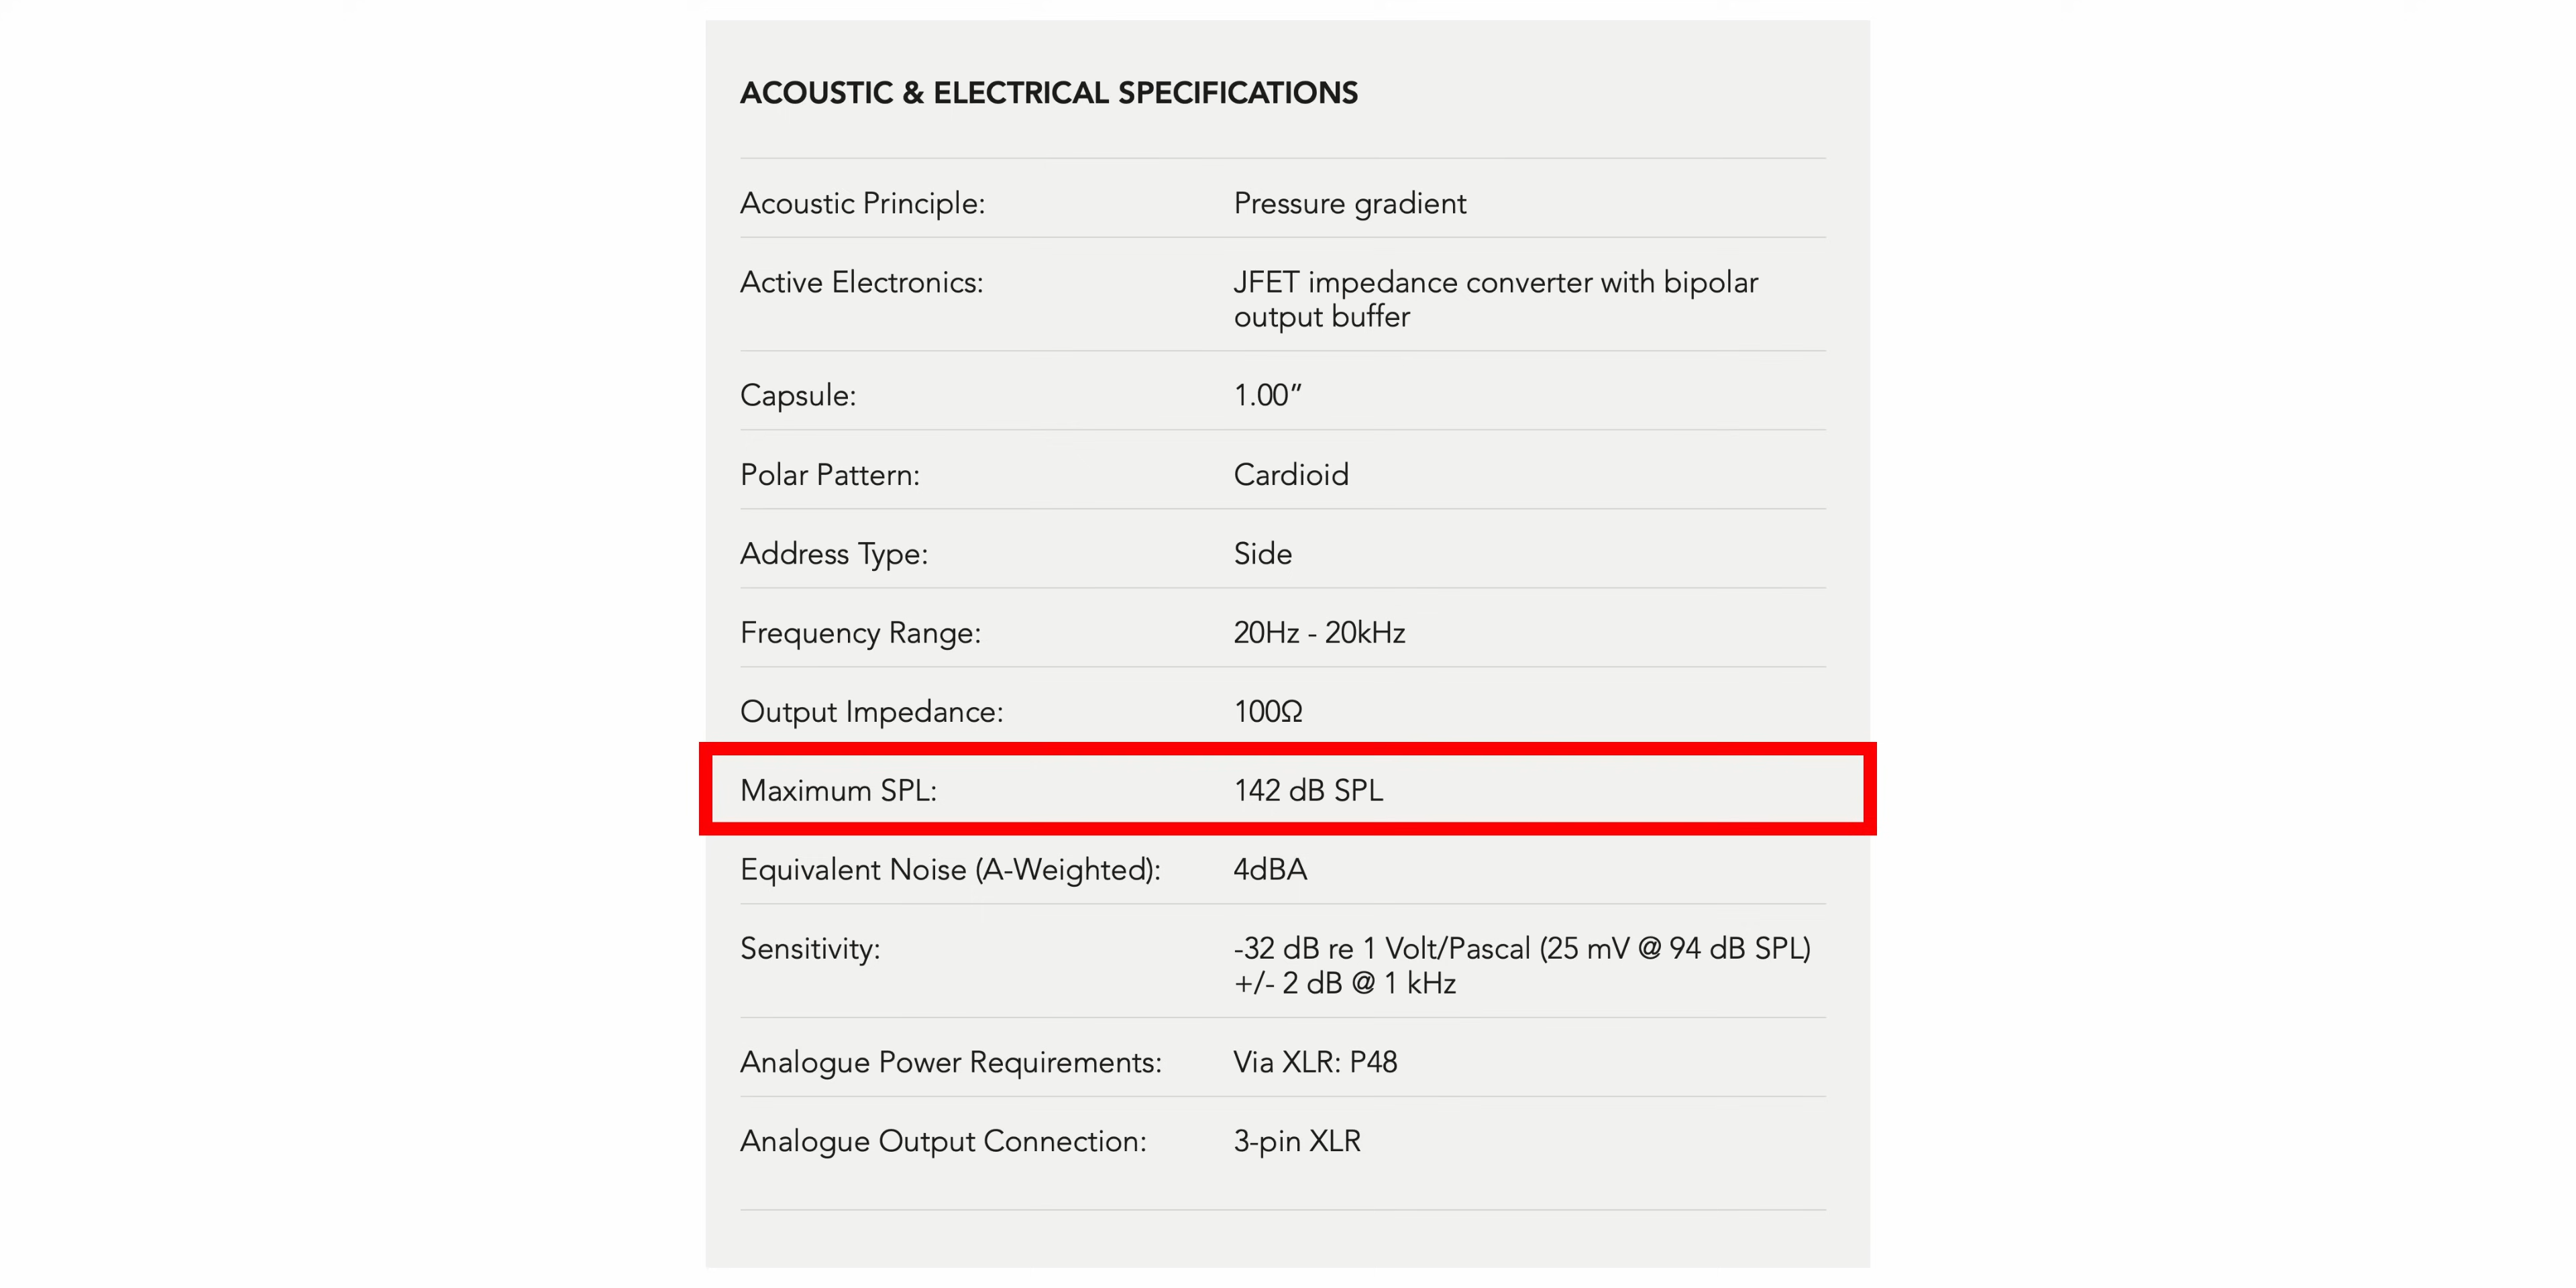 ACOUSTIC & ELECTRICAL SPECIFICATIONS
Acoustic Principle: Pressure gradient
Active Electronics: JFET impedance converter with bipolar
output buffer
Capsule: 1.00”
Polar Pattern: Cardioid
Address Type: Side
Frequency Range: 20Hz - 20kHz
Output Impedance: 100Ω
Maximum SPL: 142 dB SPL
Equivalent Noise (A-Weighted): 4dBA
Sensitivity: -32 dB re 1 Volt/Pascal (25 mV @ 94 dB SPL)
+/- 2 dB @ 1 kHz
Analogue Power Requirements: Via XLR: P48
Analogue Output Connection: 3-pin XLR